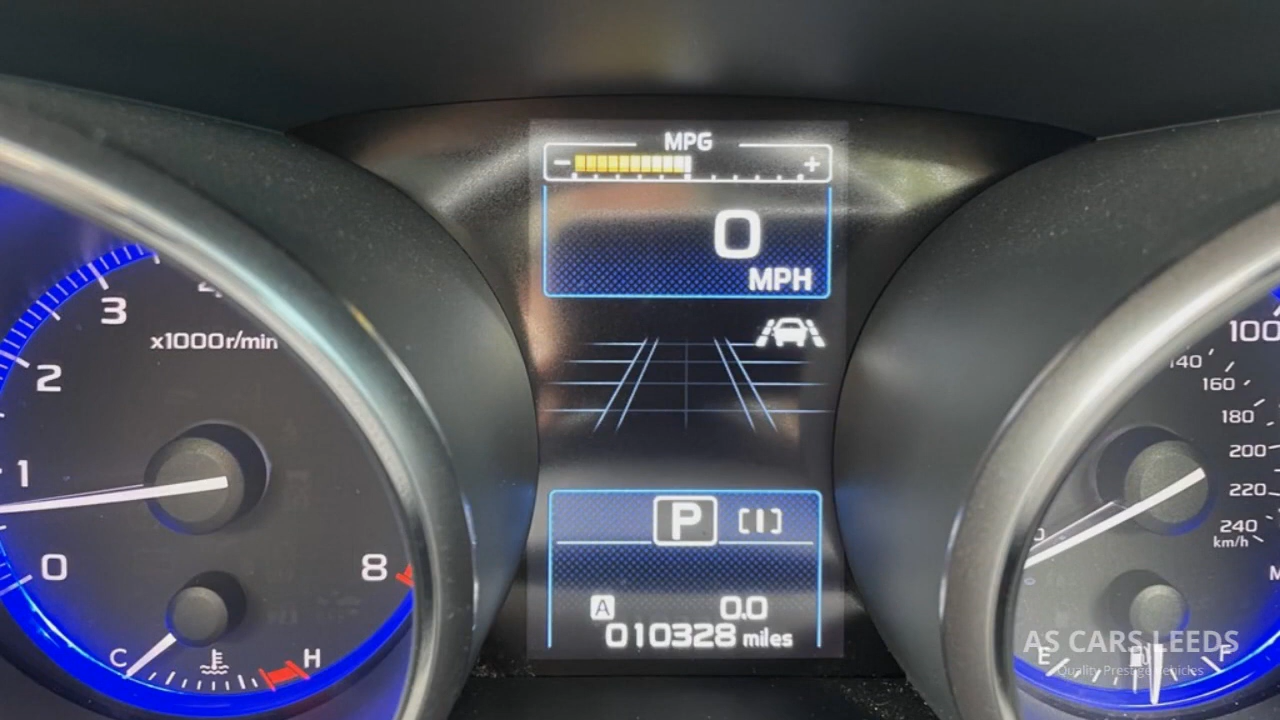 MPG
- +
0
MPH
4
3
x1000r/min
2
1
0
8
C H
P [I]
A 0.0
010328 miles
100
140
160
180
200
220
240
km/h
E F
AS CARS LEEDS
Quality Prestige Vehicles